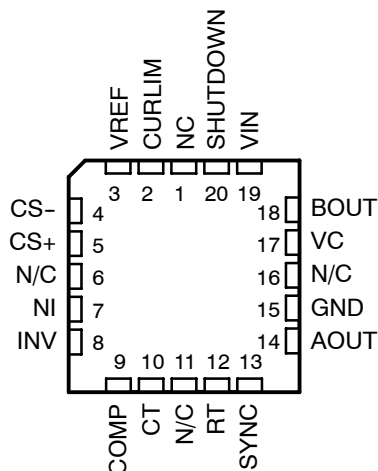 VREF
CURLIM
NC
SHUTDOWN
VIN
3 2 1 20 19
CS− 4
CS+ 5
N/C 6
NI 7
INV 8
18 BOUT
17 VC
16 N/C
15 GND
14 AOUT
9 10 11 12 13
COMP
CT
N/C
RT
SYNC